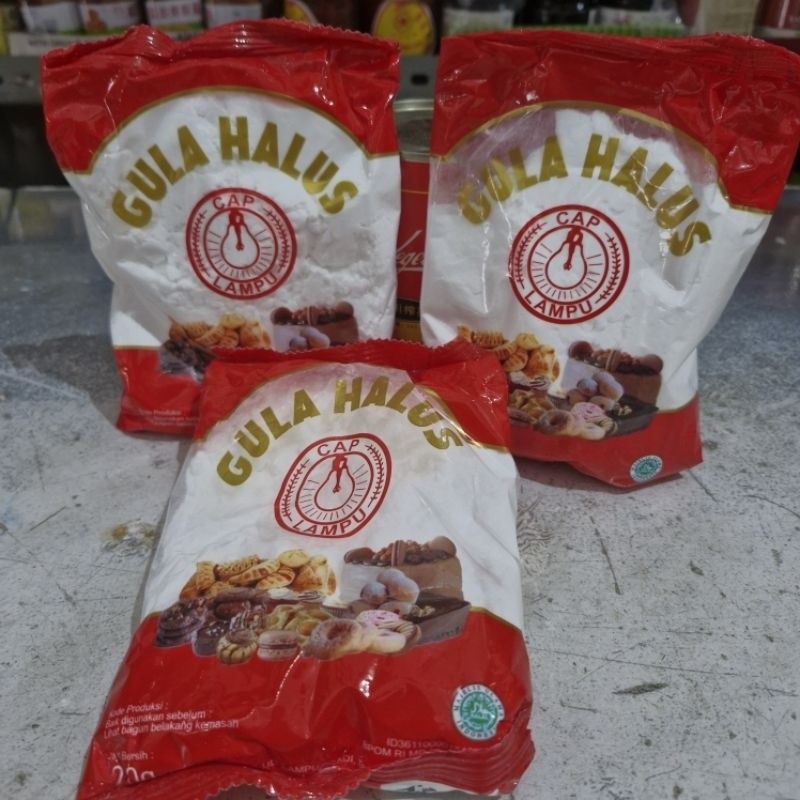 GULA HALUS
CAP
LAMPU
GULA HALUS
CAP
LAMPU
GULA HALUS
CAP
LAMPU
Kode Produksi :
Baik digunakan sebelum :
Lihat bagian belakang kemasan
Bersih :